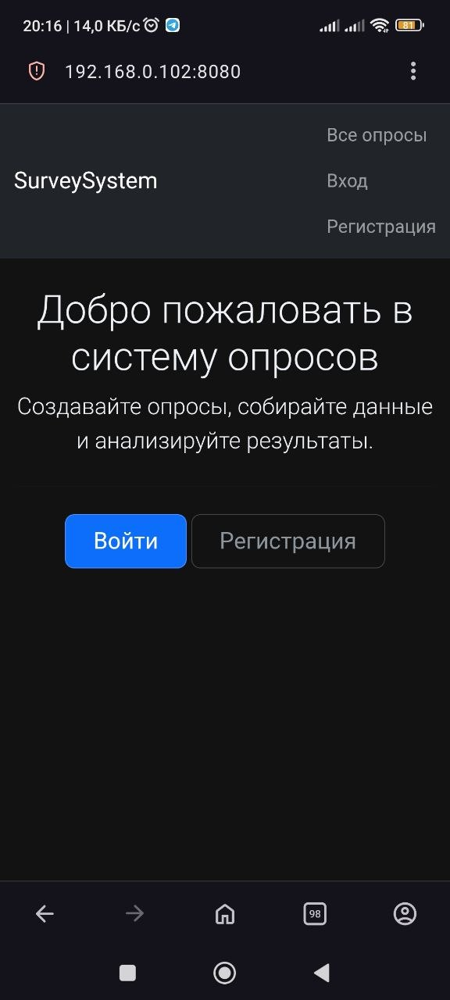 20:16 | 14,0 КБ/с 81
192.168.0.102:8080
Все опросы
SurveySystem
Вход
Регистрация
Добро пожаловать в
систему опросов
Создавайте опросы, собирайте данные
и анализируйте результаты.
Войти Регистрация
98